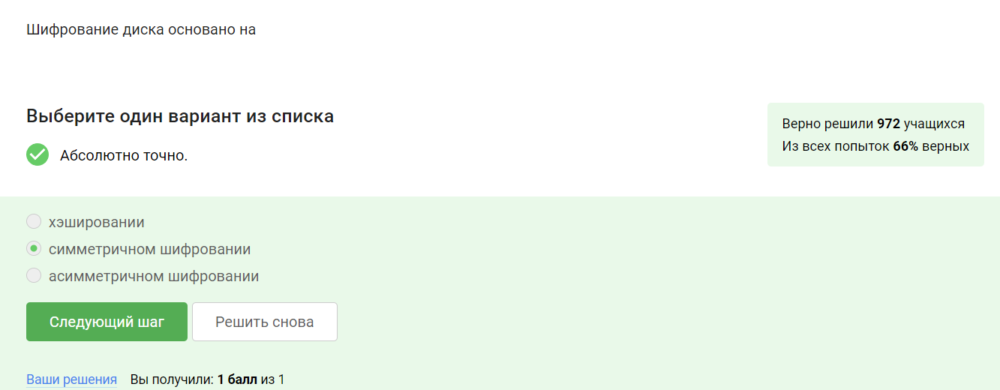 Шифрование диска основано на
Выберите один вариант из списка
Верно решили 972 учащихся
Из всех попыток 66% верных
Абсолютно точно.
хэшировании
симметричном шифровании
асимметричном шифровании
Следующий шаг
Решить снова
Ваши решения Вы получили: 1 балл из 1